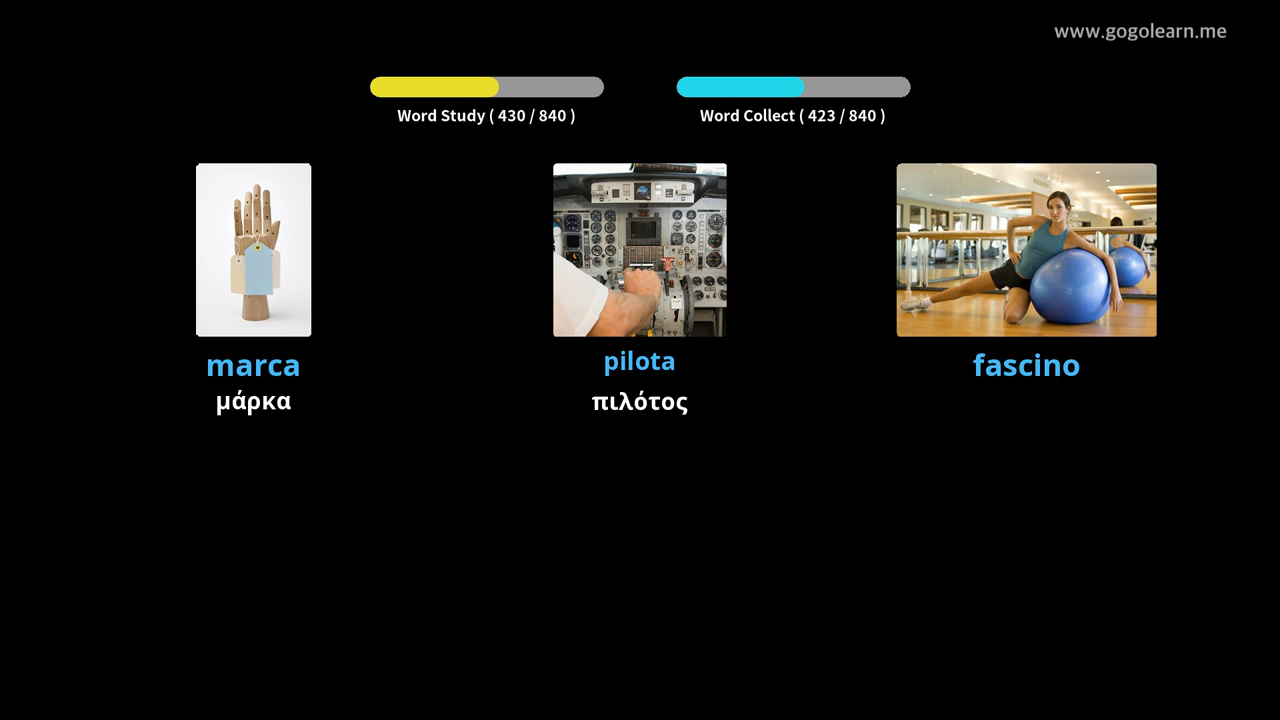 www.gogolearn.me
Word Study ( 430 / 840 )
Word Collect ( 423 / 840 )
marca
pilota
fascino
μάρκα
πιλότος